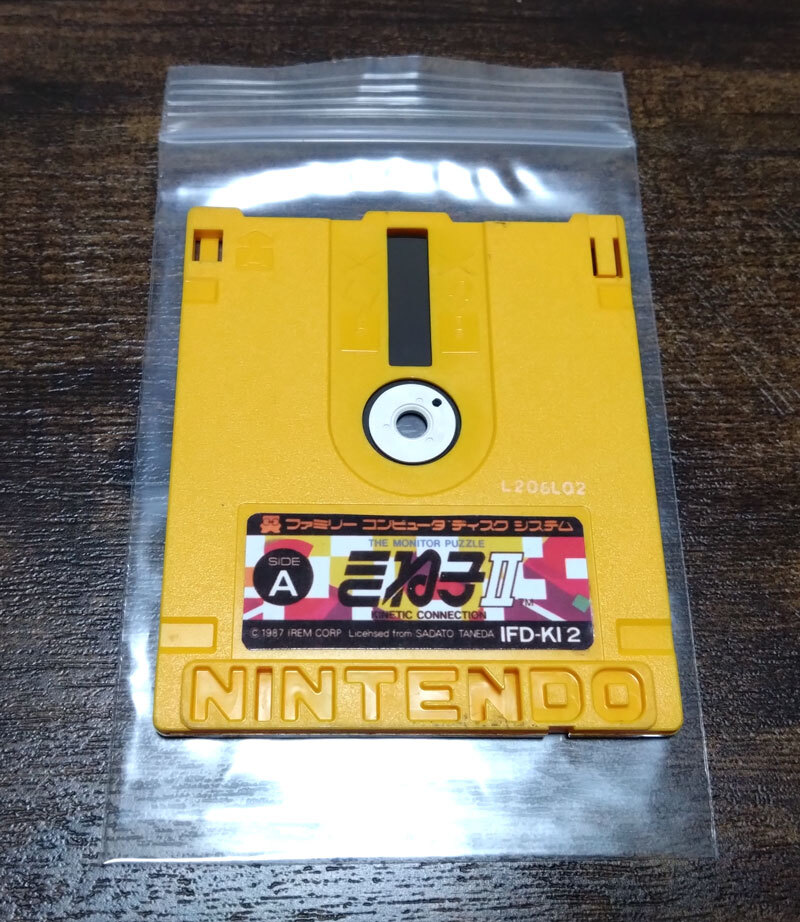 L206L02
ファミリー コンピュータ ディスク システム
THE MONITOR PUZZLE
SIDE A
きね子II TM
KINETIC CONNECTION
© 1987 IREM CORP. Licensed from SADATO TANEDA IFD-KI 2
NINTENDO